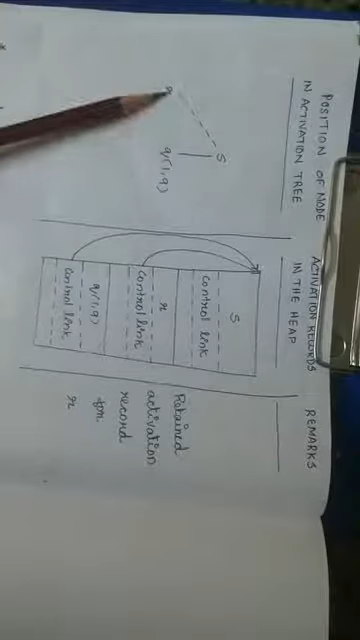 POSITION OF NODE
IN ACTIVATION TREE
ACTIVATION RECORDS
IN THE HEAP
REMARKS
S
r
q(1,9)
S
control link
r
control link
q(1,9)
control link
Retained
activation
record
for
r